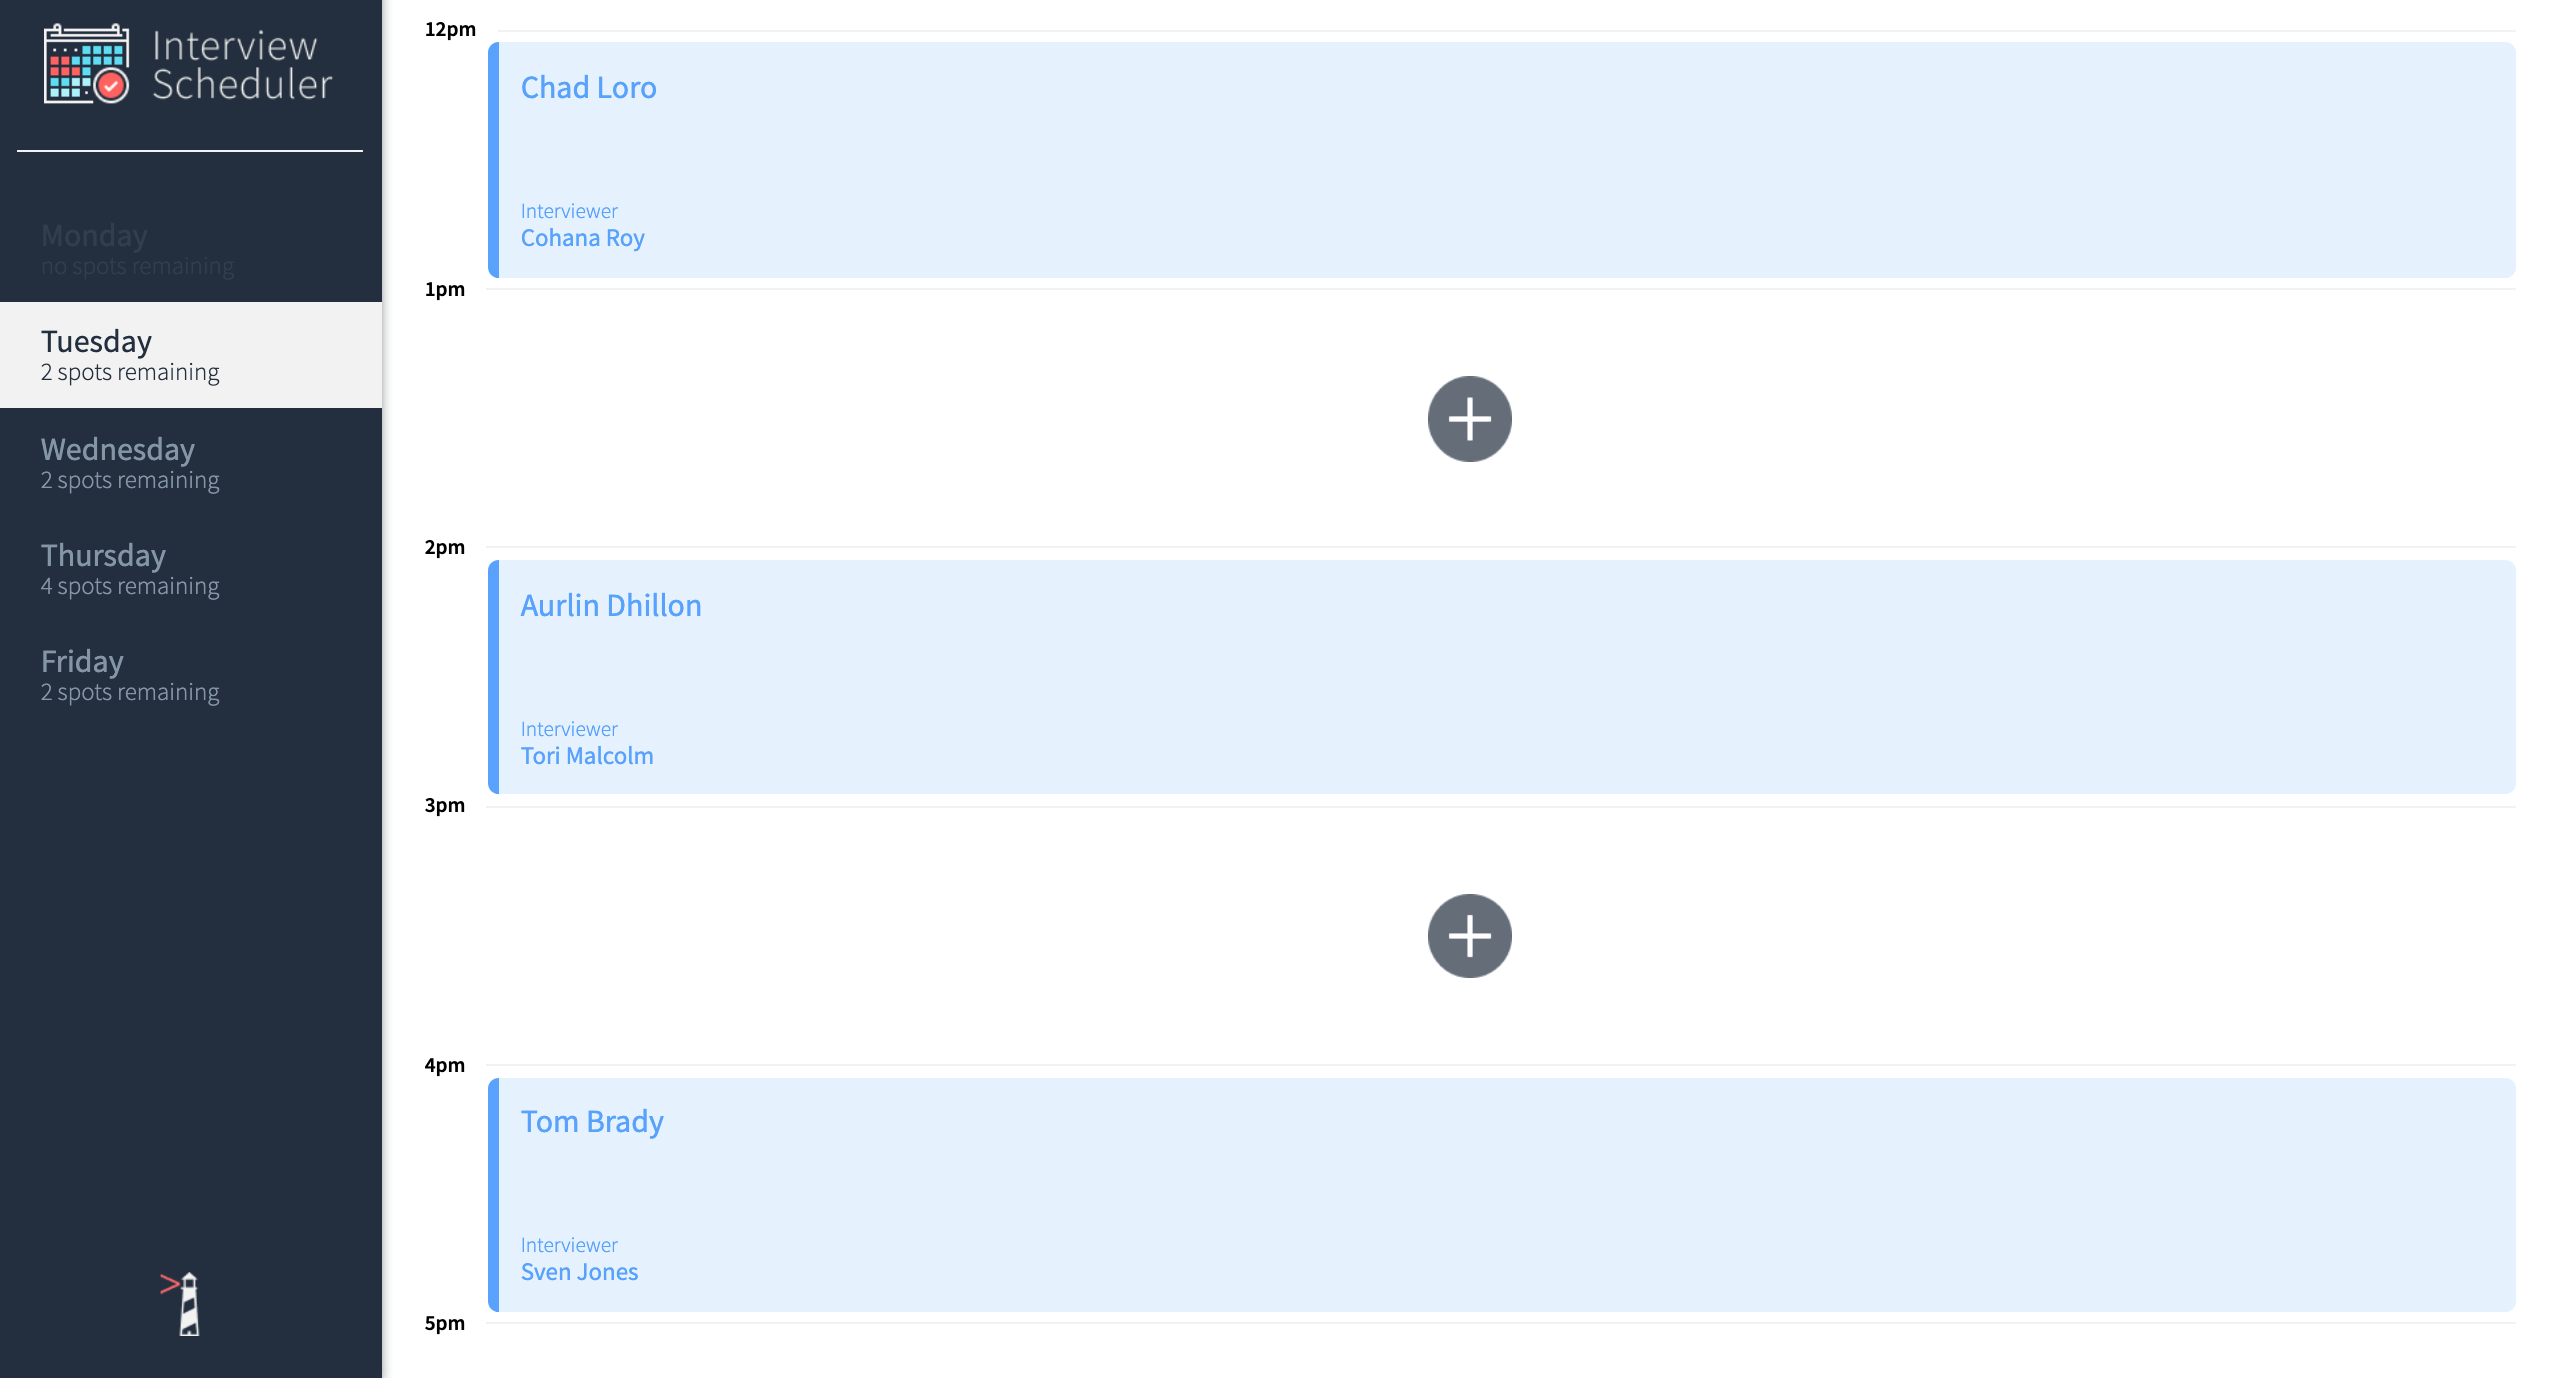 Interview
Scheduler
Monday
no spots remaining
Tuesday
2 spots remaining
Wednesday
2 spots remaining
Thursday
4 spots remaining
Friday
2 spots remaining
12pm
Chad Loro
Interviewer
Cohana Roy
1pm
2pm
Aurlin Dhillon
Interviewer
Tori Malcolm
3pm
4pm
Tom Brady
Interviewer
Sven Jones
5pm